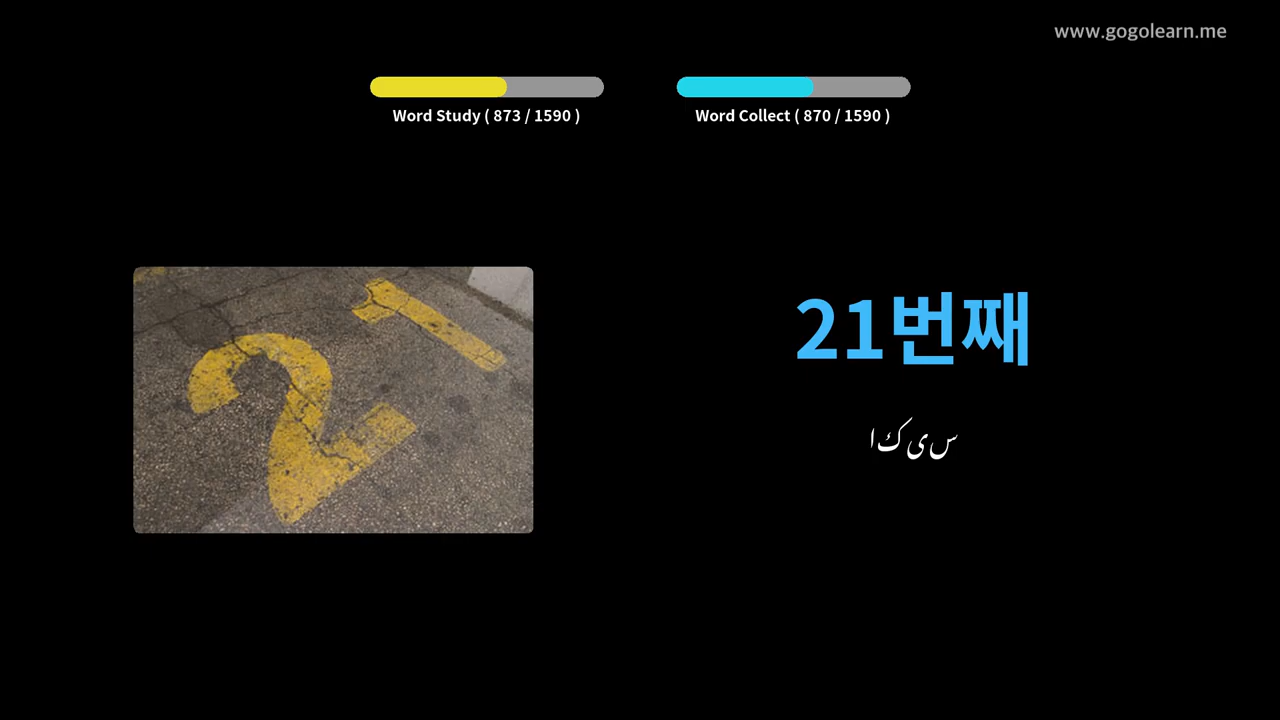 www.gogolearn.me
Word Study ( 873 / 1590 )
Word Collect ( 870 / 1590 )
21
21번째
اکیس